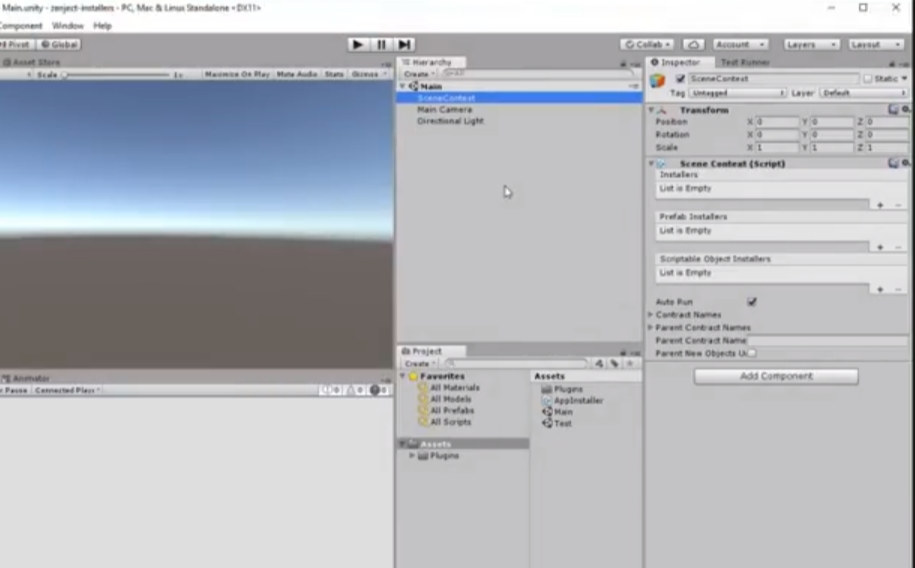 Main.unity - zenject-installers - PC, Mac & Linux Standalone <DX11>
Component Window Help
Pivot Global
Collab Account Layers Layout
Asset Store
Scale 1x Maximize On Play Mute Audio Stats Gizmos
Hierarchy
Create
Main
SceneContext
Main Camera
Directional Light
Inspector Test Runner
SceneContext Static
Tag Untagged Layer Default
Transform
Position X 0 Y 0 Z 0
Rotation X 0 Y 0 Z 0
Scale X 1 Y 1 Z 1
Scene Context (Script)
Installers
List is Empty
Prefab Installers
List is Empty
Scriptable Object Installers
List is Empty
Auto Run
Contract Names
Parent Contract Names
Parent Contract Name
Parent New Objects
Add Component
Animator
Pause Connected Player
Project
Create
Favorites
All Materials
All Models
All Prefabs
All Scripts
Assets
Plugins
Assets
Plugins
AppInstaller
Main
Test